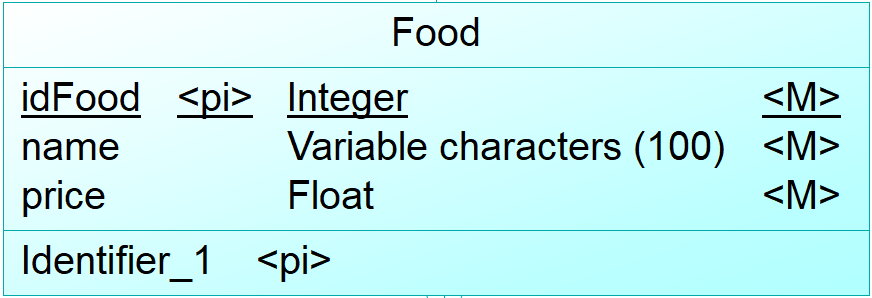 Food
idFood <pi> Integer <M>
name Variable characters (100) <M>
price Float <M>
Identifier_1 <pi>